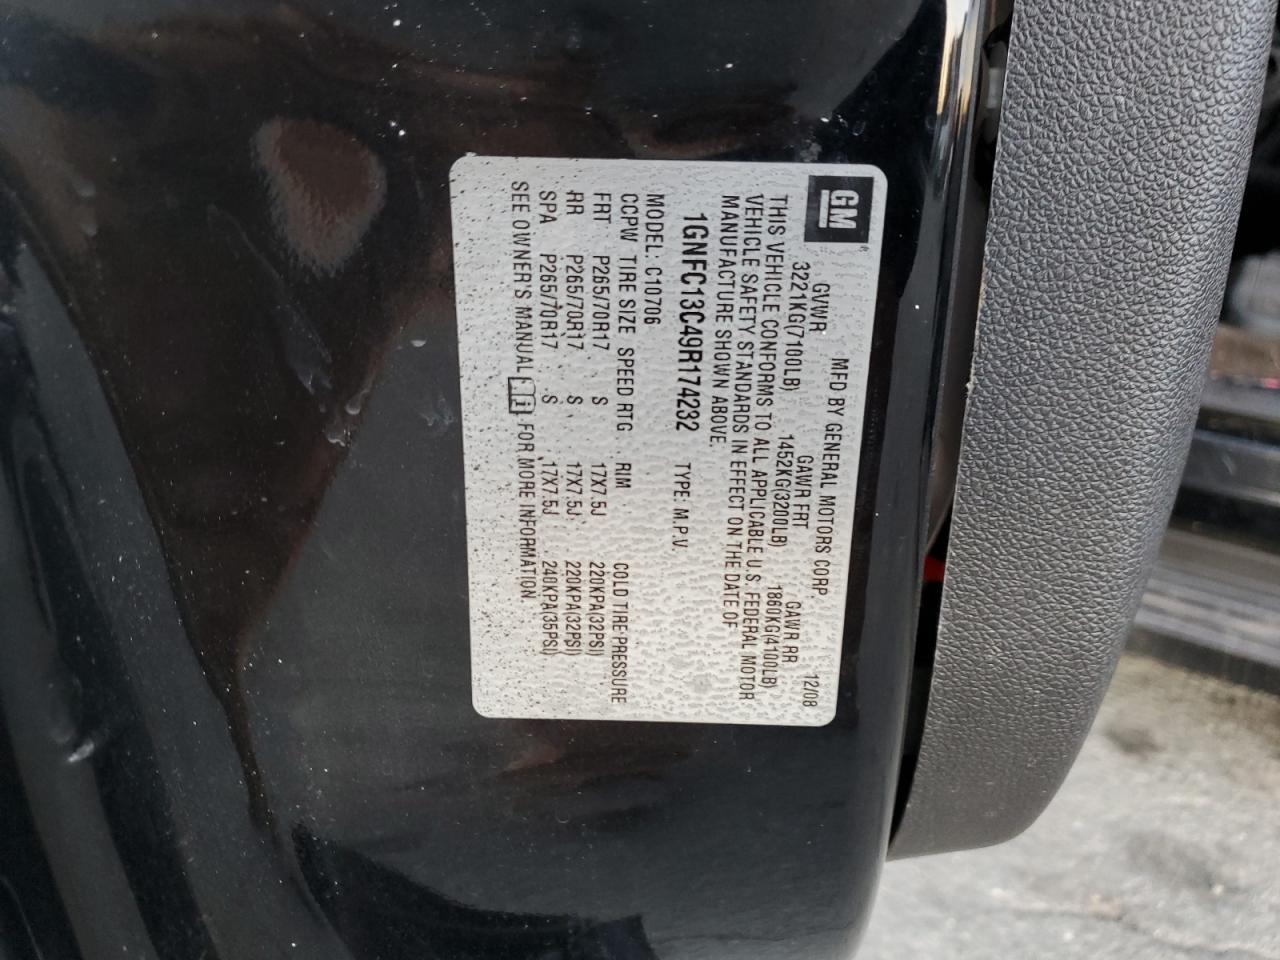 GM
MFD BY GENERAL MOTORS CORP. 12/08
GVWR GAWR FRT GAWR RR
3221KG(7100LB) 1452KG(3200LB) 1860KG(4100LB)
THIS VEHICLE CONFORMS TO ALL APPLICABLE U.S. FEDERAL MOTOR
VEHICLE SAFETY STANDARDS IN EFFECT ON THE DATE OF
MANUFACTURE SHOWN ABOVE.
1GNFC13C49R174232 TYPE: M.P.V.
MODEL: C10706
CCPW TIRE SIZE SPEED RTG RIM COLD TIRE PRESSURE
FRT P265/70R17 S 17X7.5J 220KPA(32PSI)
RR P265/70R17 S 17X7.5J 220KPA(32PSI)
SPA P265/70R17 S 17X7.5J 240KPA(35PSI)
SEE OWNER'S MANUAL i FOR MORE INFORMATION.